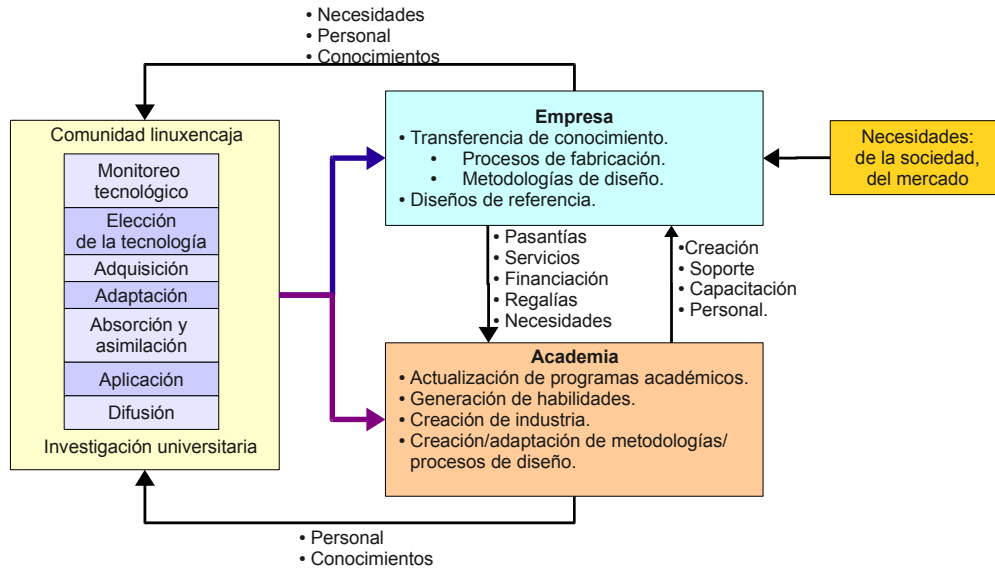 • Necesidades
• Personal
• Conocimientos
Comunidad linuxencaja
Monitoreo
tecnológico
Elección
de la tecnología
Adquisición
Adaptación
Absorción y
asimilación
Aplicación
Difusión
Investigación universitaria
Empresa
• Transferencia de conocimiento.
• Procesos de fabricación.
• Metodologías de diseño.
• Diseños de referencia.
Necesidades:
de la sociedad,
del mercado
• Pasantías
• Servicios
• Financiación
• Regalías
• Necesidades
•Creación
• Soporte
• Capacitación
• Personal.
Academia
• Actualización de programas académicos.
• Generación de habilidades.
• Creación de industria.
• Creación/adaptación de metodologías/
procesos de diseño.
• Personal
• Conocimientos